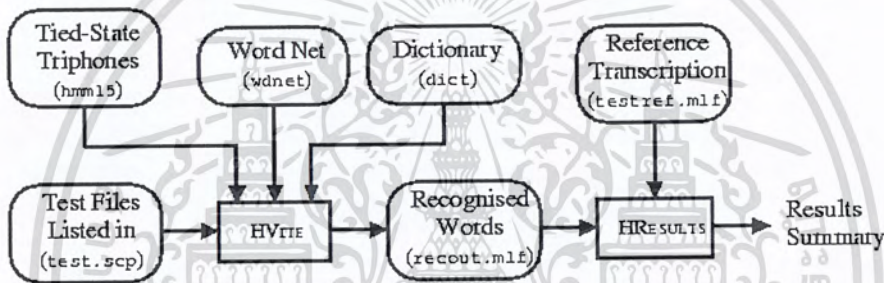 Tied-State
Triphones
(hmm15)
Word Net
(wdnet)
Dictionary
(dict)
Reference
Transcription
(testref.mlf)
Test Files
Listed in
(test.scp)
HVITE
Recognised
Words
(recout.mlf)
HRESULTS
Results
Summary